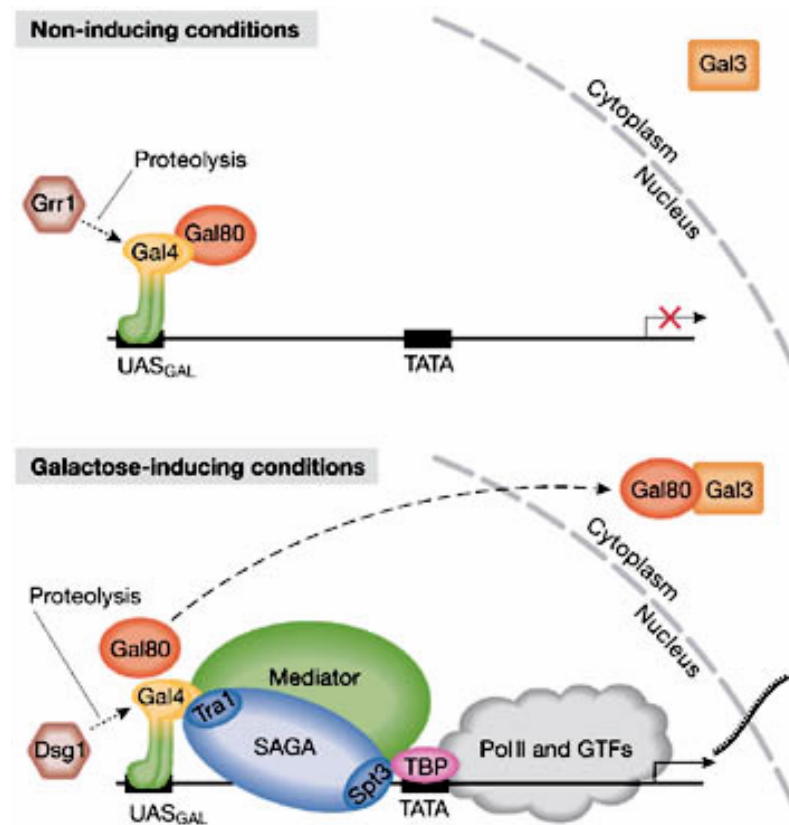 Non-inducing conditions
Gal3
Cytoplasm
Nucleus
Proteolysis
Grr1
Gal4
Gal80
UASGAL
TATA
Galactose-inducing conditions
Gal80
Gal3
Cytoplasm
Nucleus
Proteolysis
Gal80
Mediator
Gal4
Tra1
Dsg1
SAGA
Spt3
TBP
PolII and GTFs
UASGAL
TATA